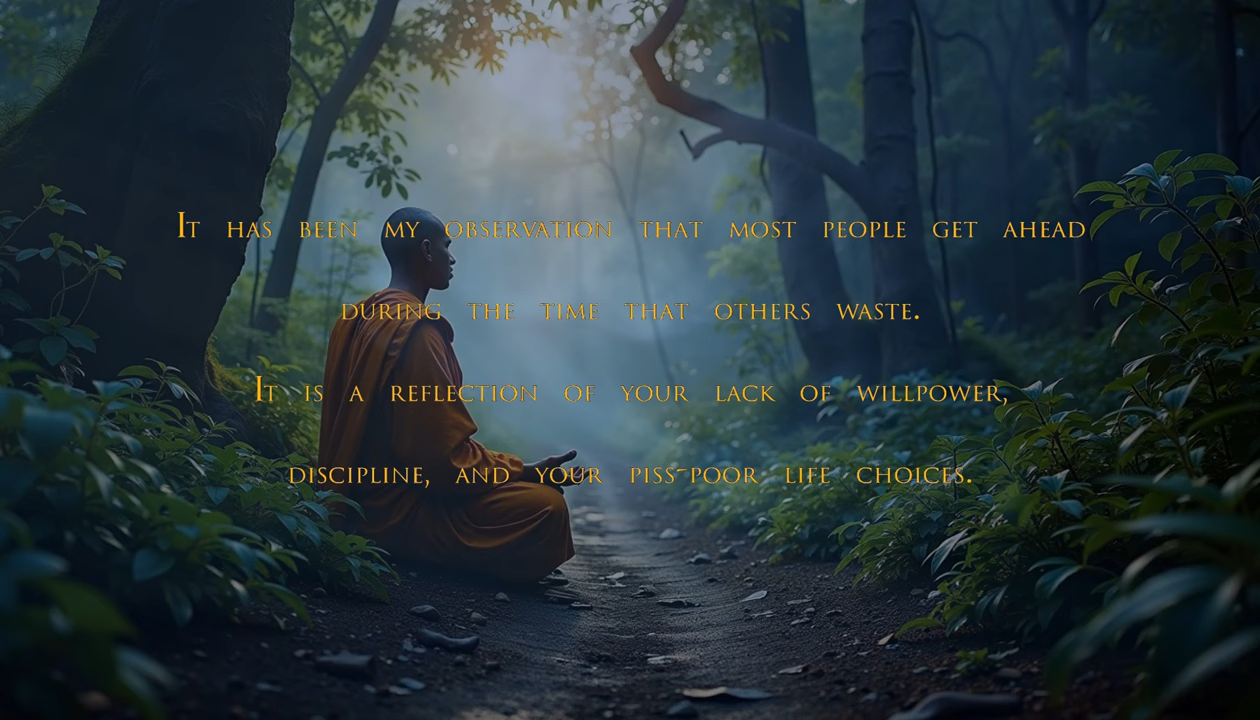 It has been my observation that most people get ahead
during the time that others waste.
It is a reflection of your lack of willpower,
discipline, and your piss-poor life choices.